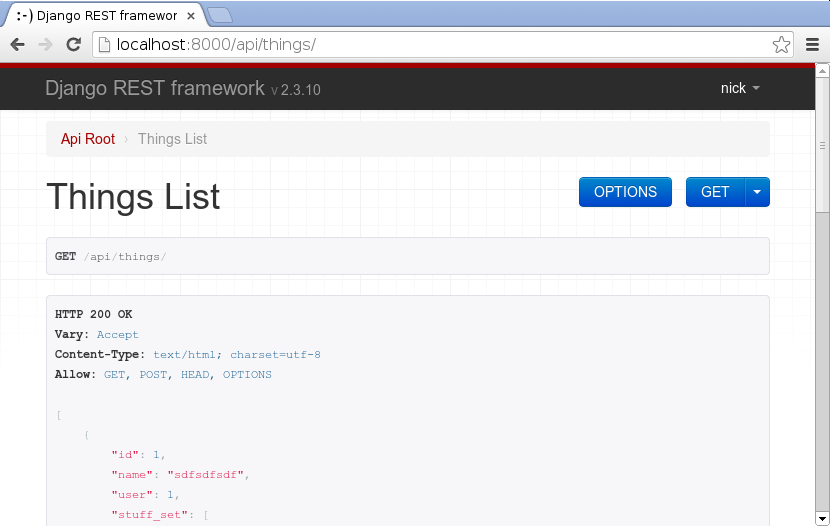 :-) Django REST framewor ×
localhost:8000/api/things/
Django REST framework v 2.3.10
nick
Api Root › Things List
Things List
OPTIONS GET
GET /api/things/
HTTP 200 OK
Vary: Accept
Content-Type: text/html; charset=utf-8
Allow: GET, POST, HEAD, OPTIONS
[
{
"id": 1,
"name": "sdfsdfsdf",
"user": 1,
"stuff_set": [